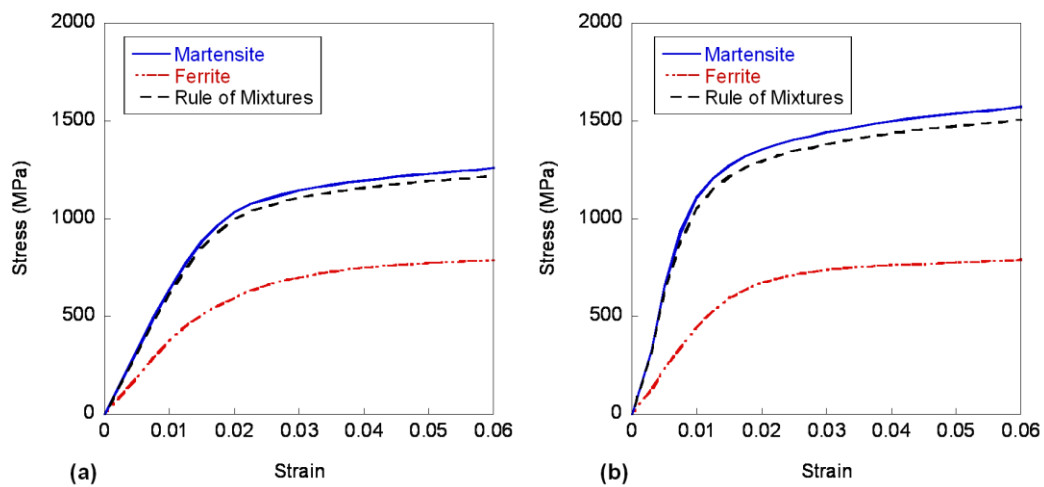 2000
1500
1000
500
0
Stress (MPa)
Martensite
Ferrite
Rule of Mixtures
0 0.01 0.02 0.03 0.04 0.05 0.06
Strain
(a)
2000
1500
1000
500
0
Stress (MPa)
Martensite
Ferrite
Rule of Mixtures
0 0.01 0.02 0.03 0.04 0.05 0.06
Strain
(b)